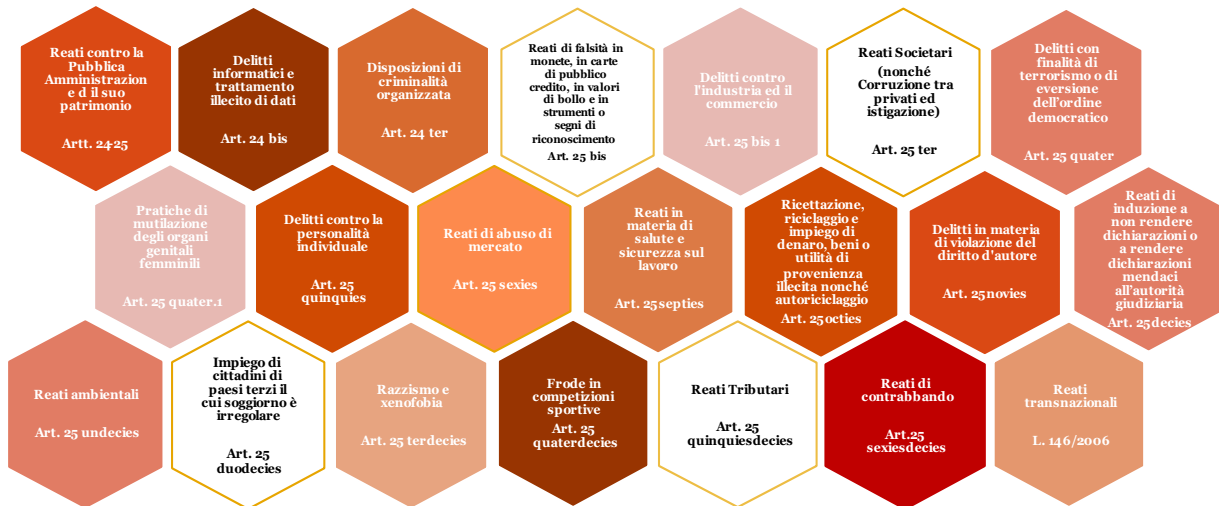 Reati contro la
Pubblica
Amministrazion
e d il suo
patrimonio
Artt. 24-25
Delitti
informatici e
trattamento
illecito di dati
Art. 24 bis
Disposizioni di
criminalità
organizzata
Art. 24 ter
Reati di falsità in
monete, in carte
di pubblico
credito, in valori
di bollo e in
strumenti o
segni di
riconoscimento
Art. 25 bis
Delitti contro
l'industria ed il
commercio
Art. 25 bis 1
Reati Societari
(nonché
Corruzione tra
privati ed
istigazione)
Art. 25 ter
Delitti con
finalità di
terrorismo o di
eversione
dell'ordine
democratico
Art. 25 quater
Pratiche di
mutilazione
degli organi
genitali
femminili
Art. 25 quater.1
Delitti contro la
personalità
individuale
Art. 25
quinquies
Reati di abuso di
mercato
Art. 25 sexies
Reati in
materia di
salute e
sicurezza sul
lavoro
Art. 25septies
Ricettazione,
riciclaggio e
impiego di
denaro, beni o
utilità di
provenienza
illecita nonché
autoriciclaggio
Art. 25octies
Delitti in materia
di violazione del
diritto d'autore
Art. 25novies
Reati di
induzione a
non rendere
dichiarazioni o
a rendere
dichiarazioni
mendaci
all'autorità
giudiziaria
Art. 25decies
Reati ambientali
Art. 25 undecies
Impiego di
cittadini di
paesi terzi il
cui soggiorno è
irregolare
Art. 25
duodecies
Razzismo e
xenofobia
Art. 25 terdecies
Frode in
competizioni
sportive
Art. 25
quaterdecies
Reati Tributari
Art. 25
quinquiesdecies
Reati di
contrabbando
Art.25
sexiesdecies
Reati
transnazionali
L. 146/2006